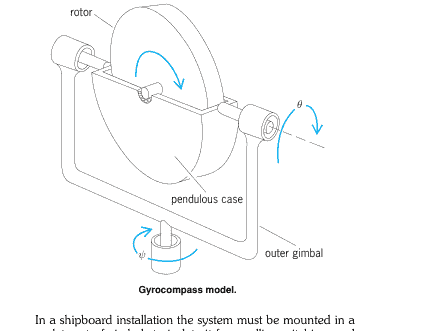 rotor
θ
pendulous case
ψ
outer gimbal
Gyrocompass model.
In a shipboard installation the system must be mounted in a